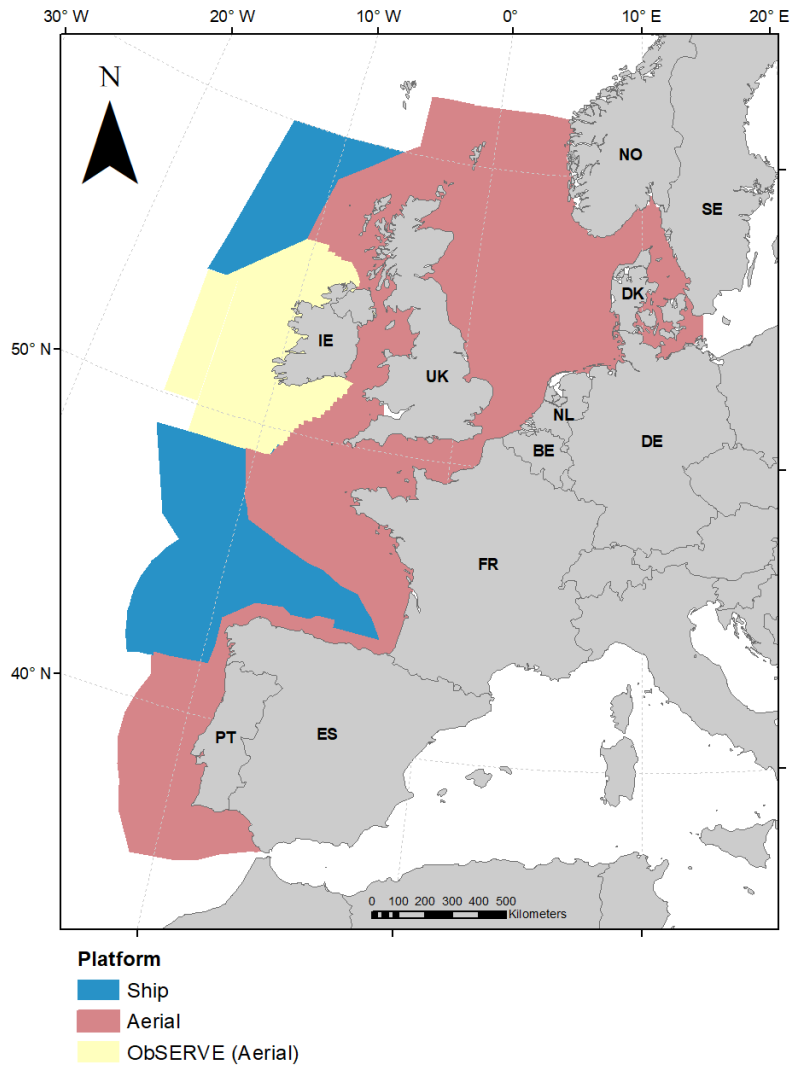 30° W 20° W 10° W 0° 10° E 20° E
N
NO
SE
DK
50° N
IE
UK
NL
BE
DE
FR
40° N
PT
ES
0 100 200 300 400 500
Kilometers
Platform
Ship
Aerial
ObSERVE (Aerial)